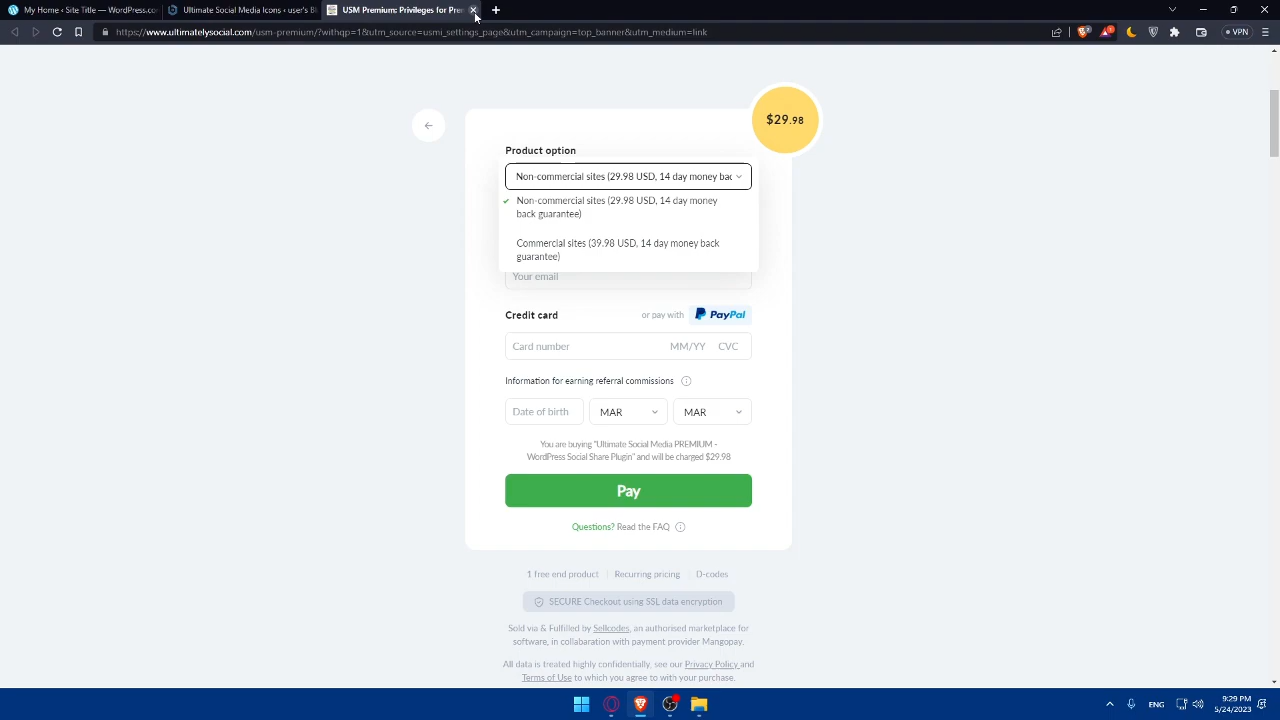 My Home ‹ Site Title — WordPress.co
Ultimate Social Media Icons ‹ user's Bl
USM Premium: Privileges for Prem
https://www.ultimatelysocial.com/usm-premium/?withqp=1&utm_source=usmi_settings_page&utm_campaign=top_banner&utm_medium=link
2
1
VPN
$29.98
Product option
Non-commercial sites (29.98 USD, 14 day money bac
Non-commercial sites (29.98 USD, 14 day money
back guarantee)
Commercial sites (39.98 USD, 14 day money back
guarantee)
Your email
Credit card or pay with PayPal
Card number MM/YY CVC
Information for earning referral commissions
Date of birth MAR MAR
You are buying "Ultimate Social Media PREMIUM -
WordPress Social Share Plugin" and will be charged $29.98
Pay
Questions? Read the FAQ
1 free end product Recurring pricing D-codes
SECURE Checkout using SSL data encryption
Sold via & Fulfilled by Sellcodes, an authorised marketplace for
software, in collabaration with payment provider Mangopay.
All data is treated highly confidentially, see our Privacy Policy and
Terms of Use to which you agree to with your purchase.
ENG
9:29 PM
5/24/2023